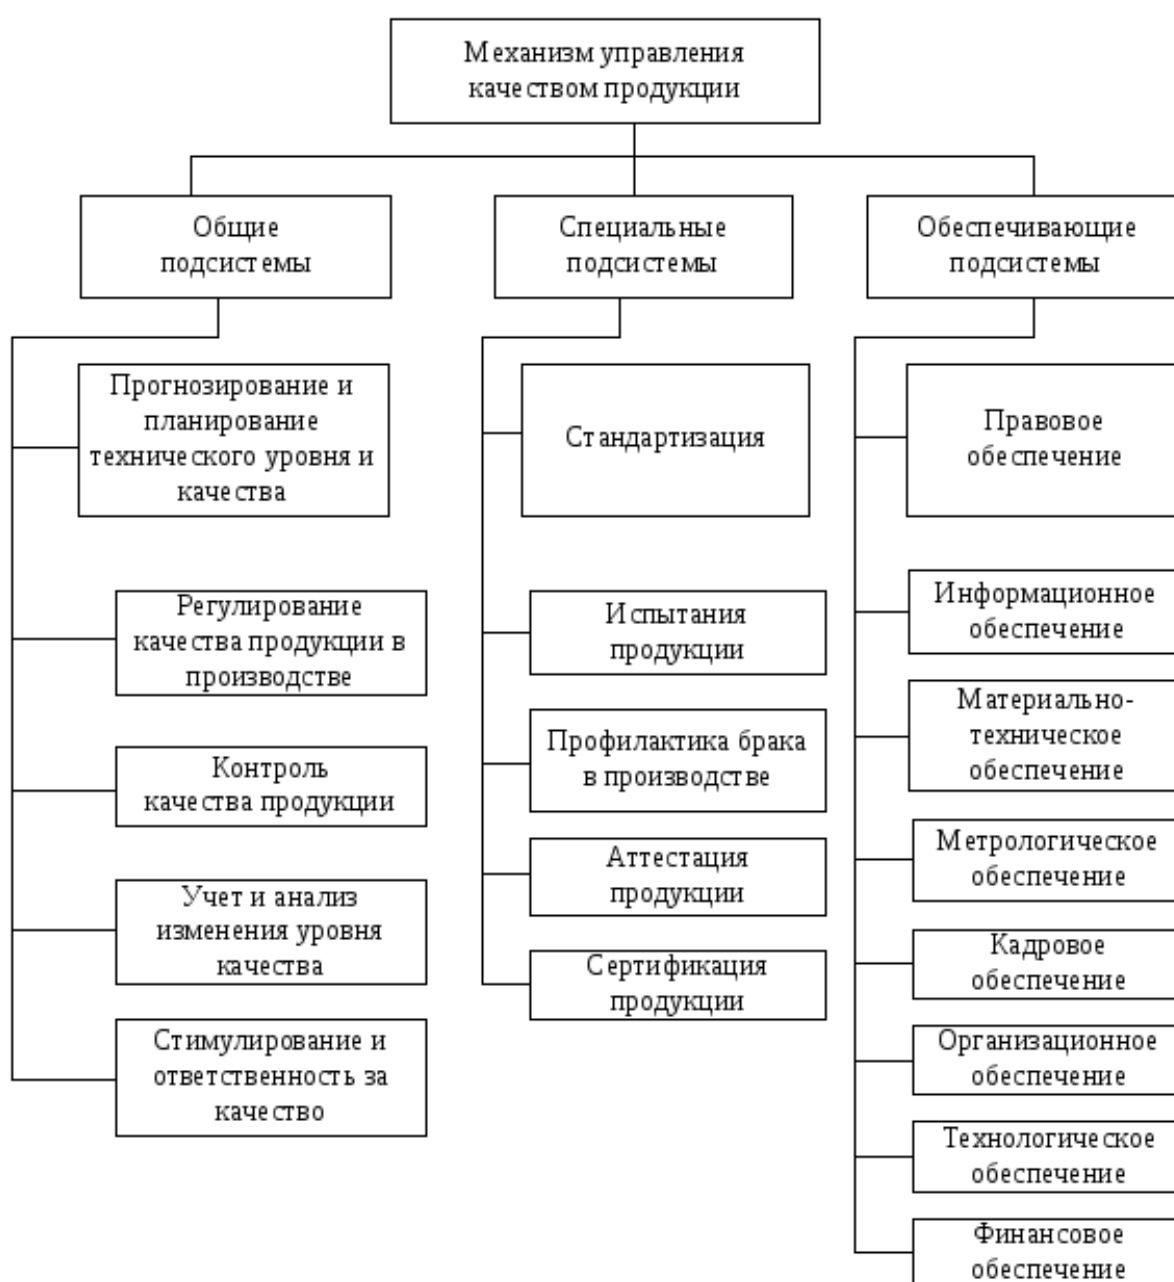 Механизм управления
качеством продукции
Общие
подсистемы
Специальные
подсистемы
Обеспечивающие
подсистемы
Прогнозирование и
планирование
технического уровня и
качества
Регулирование
качества продукции в
производстве
Контроль
качества продукции
Учет и анализ
изменения уровня
качества
Стимулирование и
ответственность за
качество
Стандартизация
Испытания
продукции
Профилактика брака
в производстве
Аттестация
продукции
Сертификация
продукции
Правовое
обеспечение
Информационное
обеспечение
Материально-
техническое
обеспечение
Метрологическое
обеспечение
Кадровое
обеспечение
Организационное
обеспечение
Технологическое
обеспечение
Финансовое
обеспечение